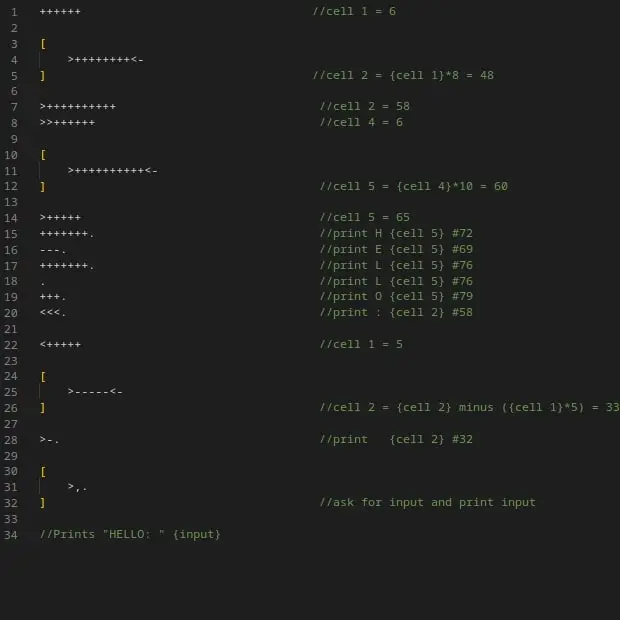 1 ++++++ //cell 1 = 6
2
3 [
4 >++++++++<-
5 ] //cell 2 = {cell 1}*8 = 48
6
7 >++++++++++ //cell 2 = 58
8 >>++++++ //cell 4 = 6
9
10 [
11 >++++++++++<-
12 ] //cell 5 = {cell 4}*10 = 60
13
14 >+++++ //cell 5 = 65
15 +++++++. //print H {cell 5} #72
16 ---. //print E {cell 5} #69
17 +++++++. //print L {cell 5} #76
18 . //print L {cell 5} #76
19 +++. //print O {cell 5} #79
20 <<<. //print : {cell 2} #58
21
22 <+++++ //cell 1 = 5
23
24 [
25 >-----<-
26 ] //cell 2 = {cell 2} minus ({cell 1}*5) = 33
27
28 >-. //print   {cell 2} #32
29
30 [
31 >,.
32 ] //ask for input and print input
33
34 //Prints "HELLO: " {input}